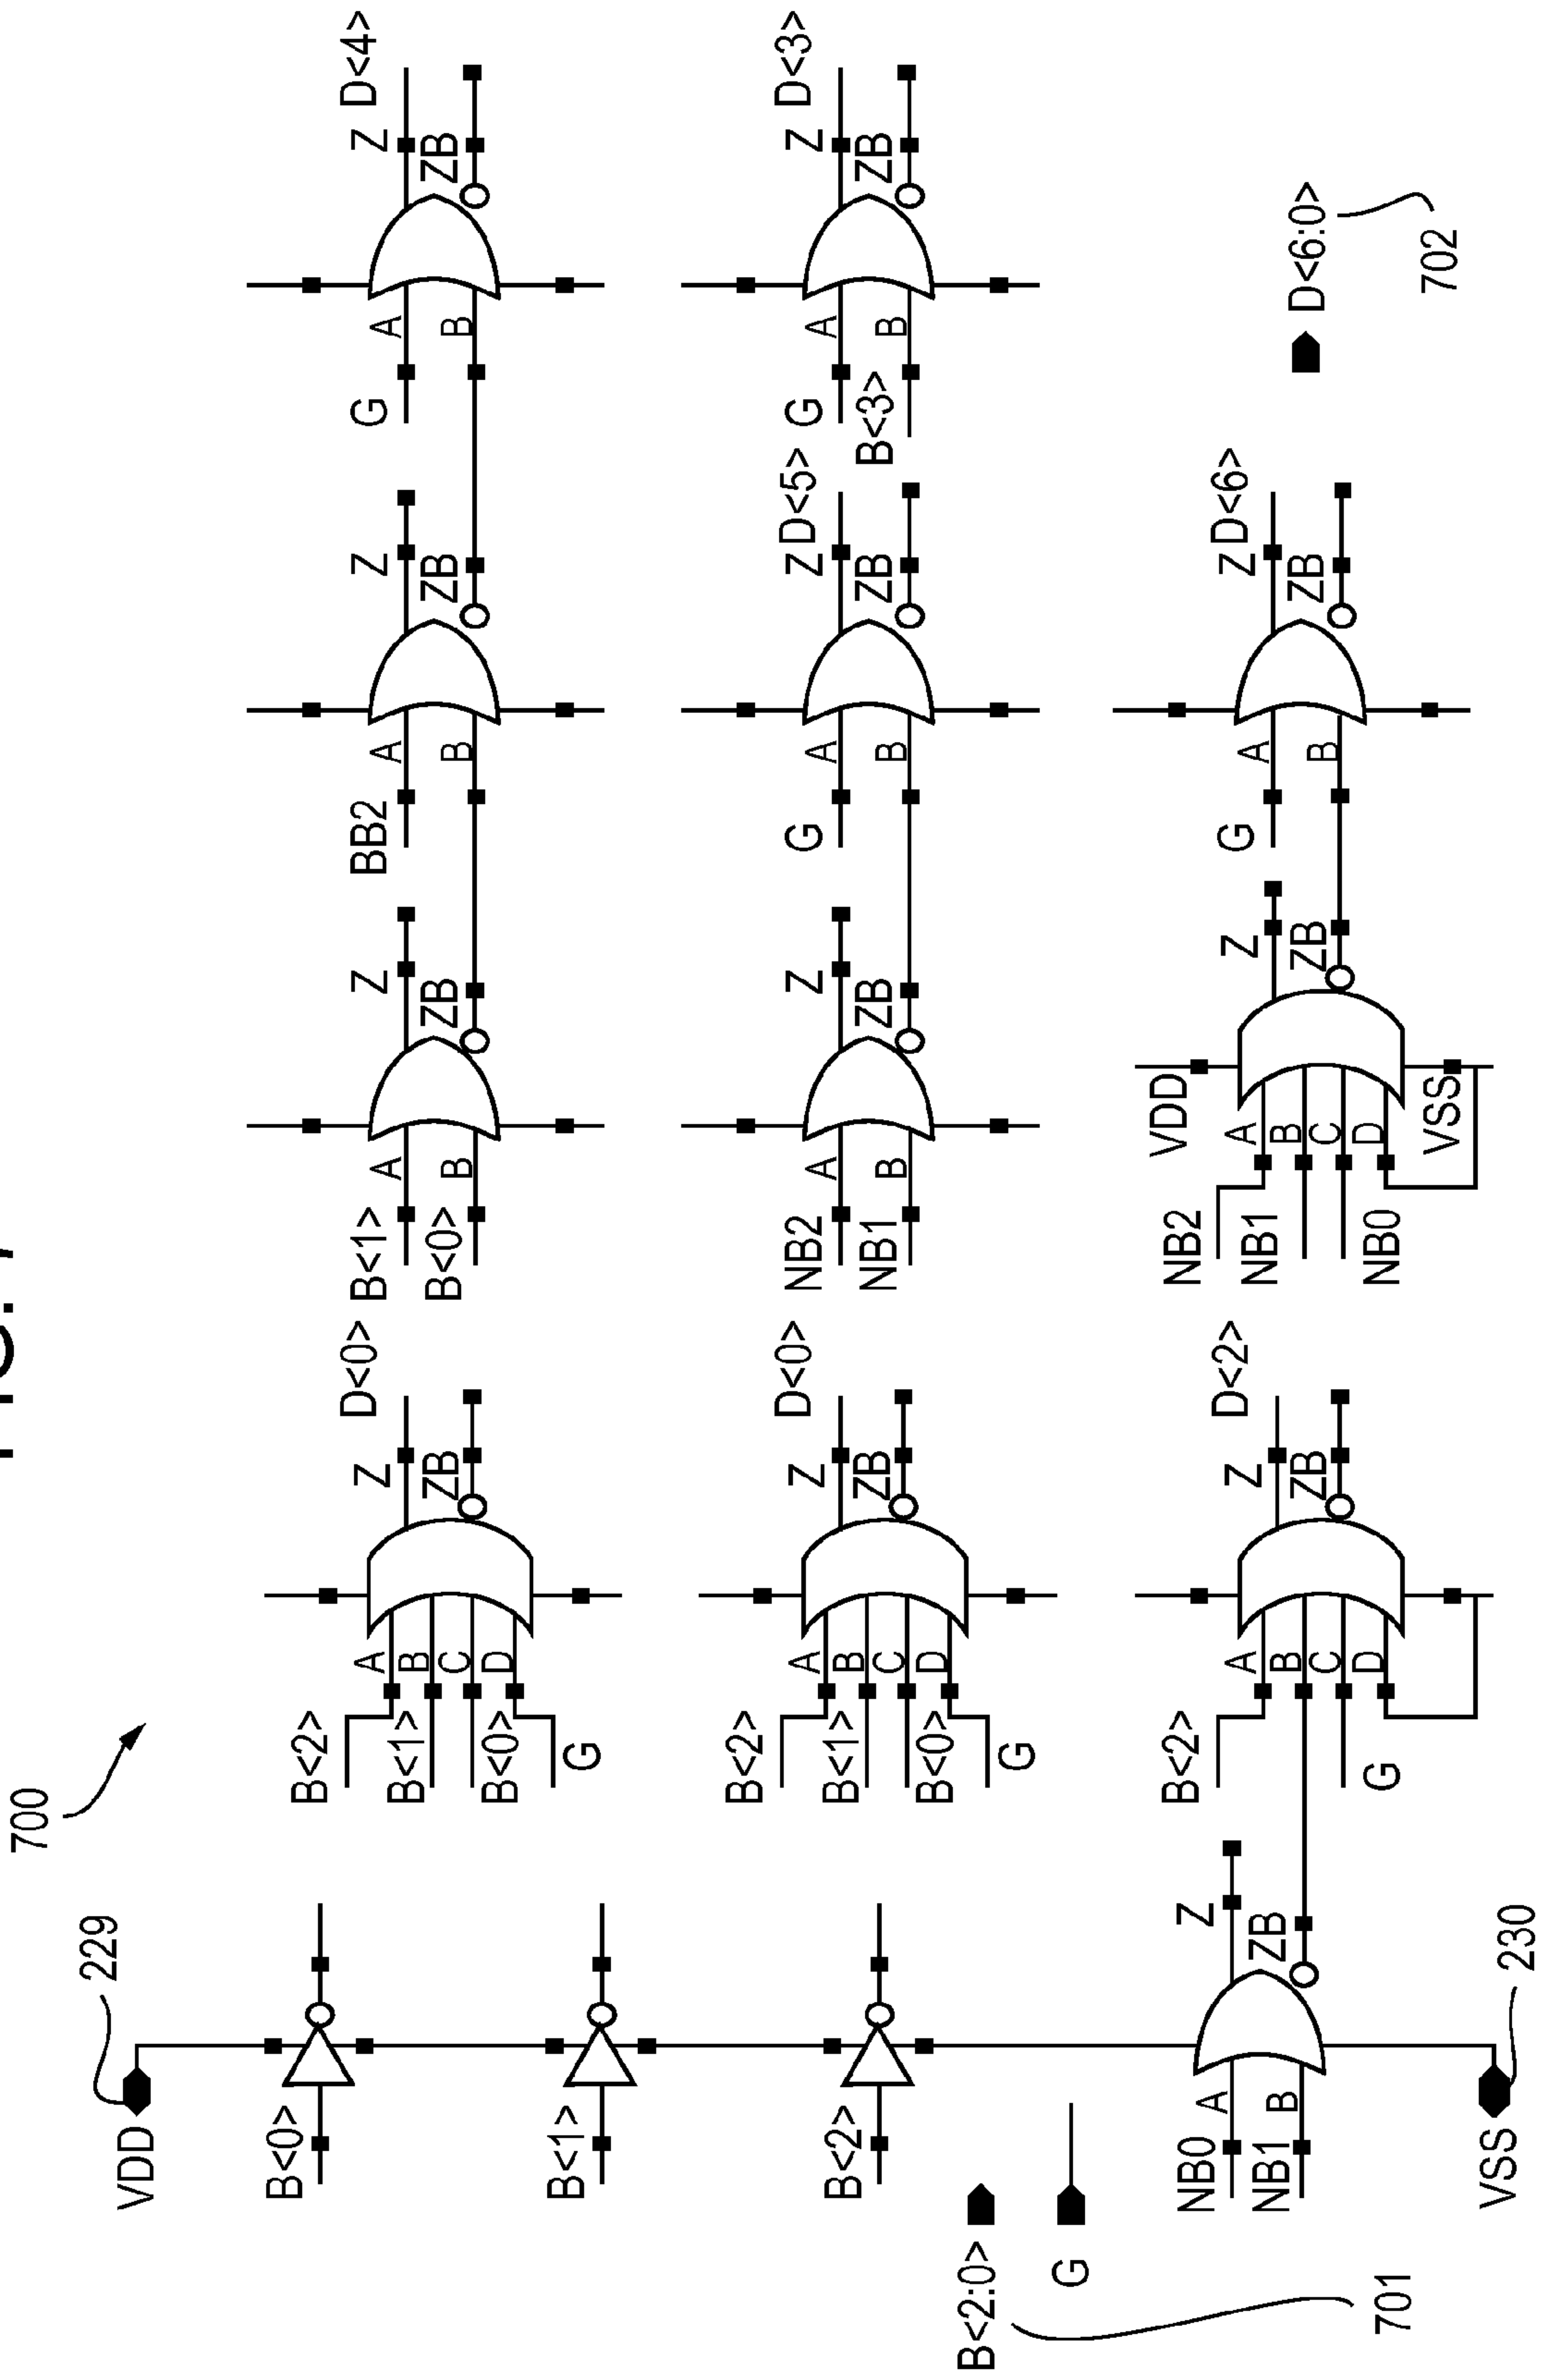 700
229
VDD
B<0>
B<2>
B<1>
B<0>
G
A
B
C
D
Z
ZB
D<0>
B<1>
B<0>
A
B
Z
ZB
BB2
A
B
Z
ZB
G
A
B
Z
ZB
D<4>
B<1>
B<2>
B<2>
B<1>
B<0>
G
A
B
C
D
Z
ZB
D<0>
NB2
NB1
A
B
Z
ZB
G
A
B
Z
ZB
D<5>
G
B<3>
A
B
Z
ZB
D<3>
B<2:0>
G
701
NB0
NB1
A
B
Z
ZB
B<2>
G
A
B
C
D
Z
ZB
D<2>
VDD
NB2
NB1
NB0
A
B
C
D
VSS
Z
ZB
G
A
B
Z
ZB
D<6>
D<6:0>
702
VSS
230